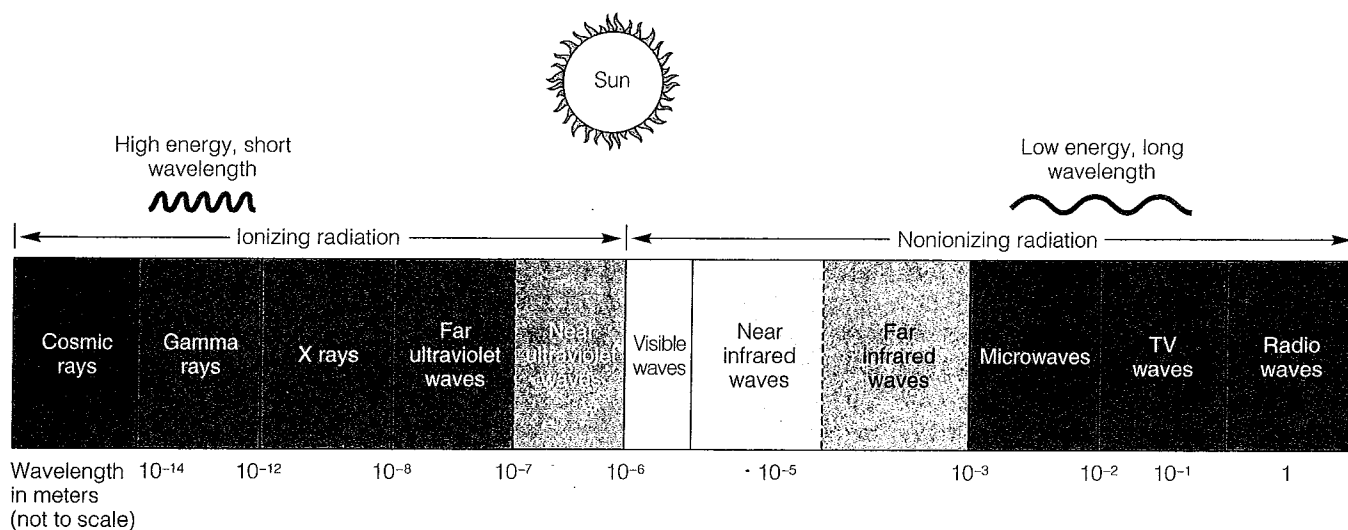 Sun
High energy, short
wavelength
Low energy, long
wavelength
Ionizing radiation
Nonionizing radiation
Cosmic
rays
Gamma
rays
X rays
Far
ultraviolet
waves
Near
ultraviolet
waves
Visible
waves
Near
infrared
waves
Far
infrared
waves
Microwaves
TV
waves
Radio
waves
Wavelength
in meters
(not to scale)
10⁻¹⁴
10⁻¹²
10⁻⁸
10⁻⁷
10⁻⁶
10⁻⁵
10⁻³
10⁻²
10⁻¹
1